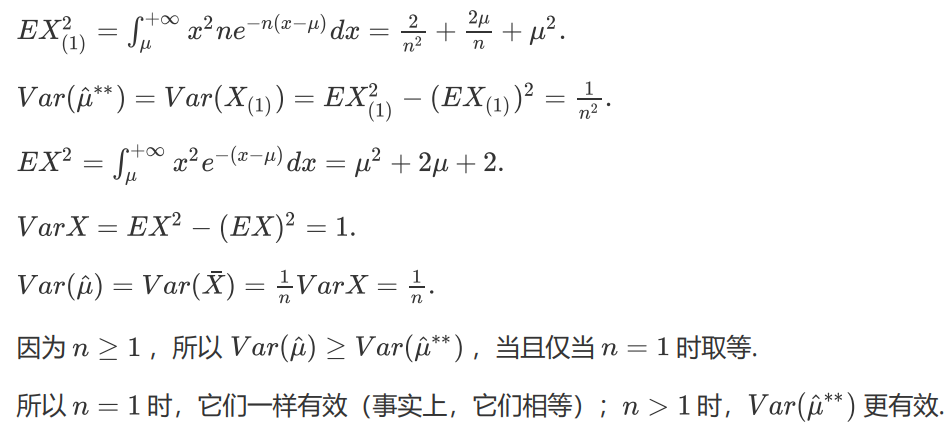 $EX_{(1)}^2 = \int_{\mu}^{+\infty} x^2 n e^{-n(x-\mu)} dx = \frac{2}{n^2} + \frac{2\mu}{n} + \mu^2.$
$Var(\hat{\mu}^{**}) = Var(X_{(1)}) = EX_{(1)}^2 - (EX_{(1)})^2 = \frac{1}{n^2}.$
$EX^2 = \int_{\mu}^{+\infty} x^2 e^{-(x-\mu)} dx = \mu^2 + 2\mu + 2.$
$VarX = EX^2 - (EX)^2 = 1.$
$Var(\hat{\mu}) = Var(\bar{X}) = \frac{1}{n} VarX = \frac{1}{n}.$
因为 $n \geq 1$ ，所以 $Var(\hat{\mu}) \geq Var(\hat{\mu}^{**})$ ，当且仅当 $n = 1$ 时取等.
所以 $n = 1$ 时，它们一样有效（事实上，它们相等）；$n > 1$ 时，$Var(\hat{\mu}^{**})$ 更有效.